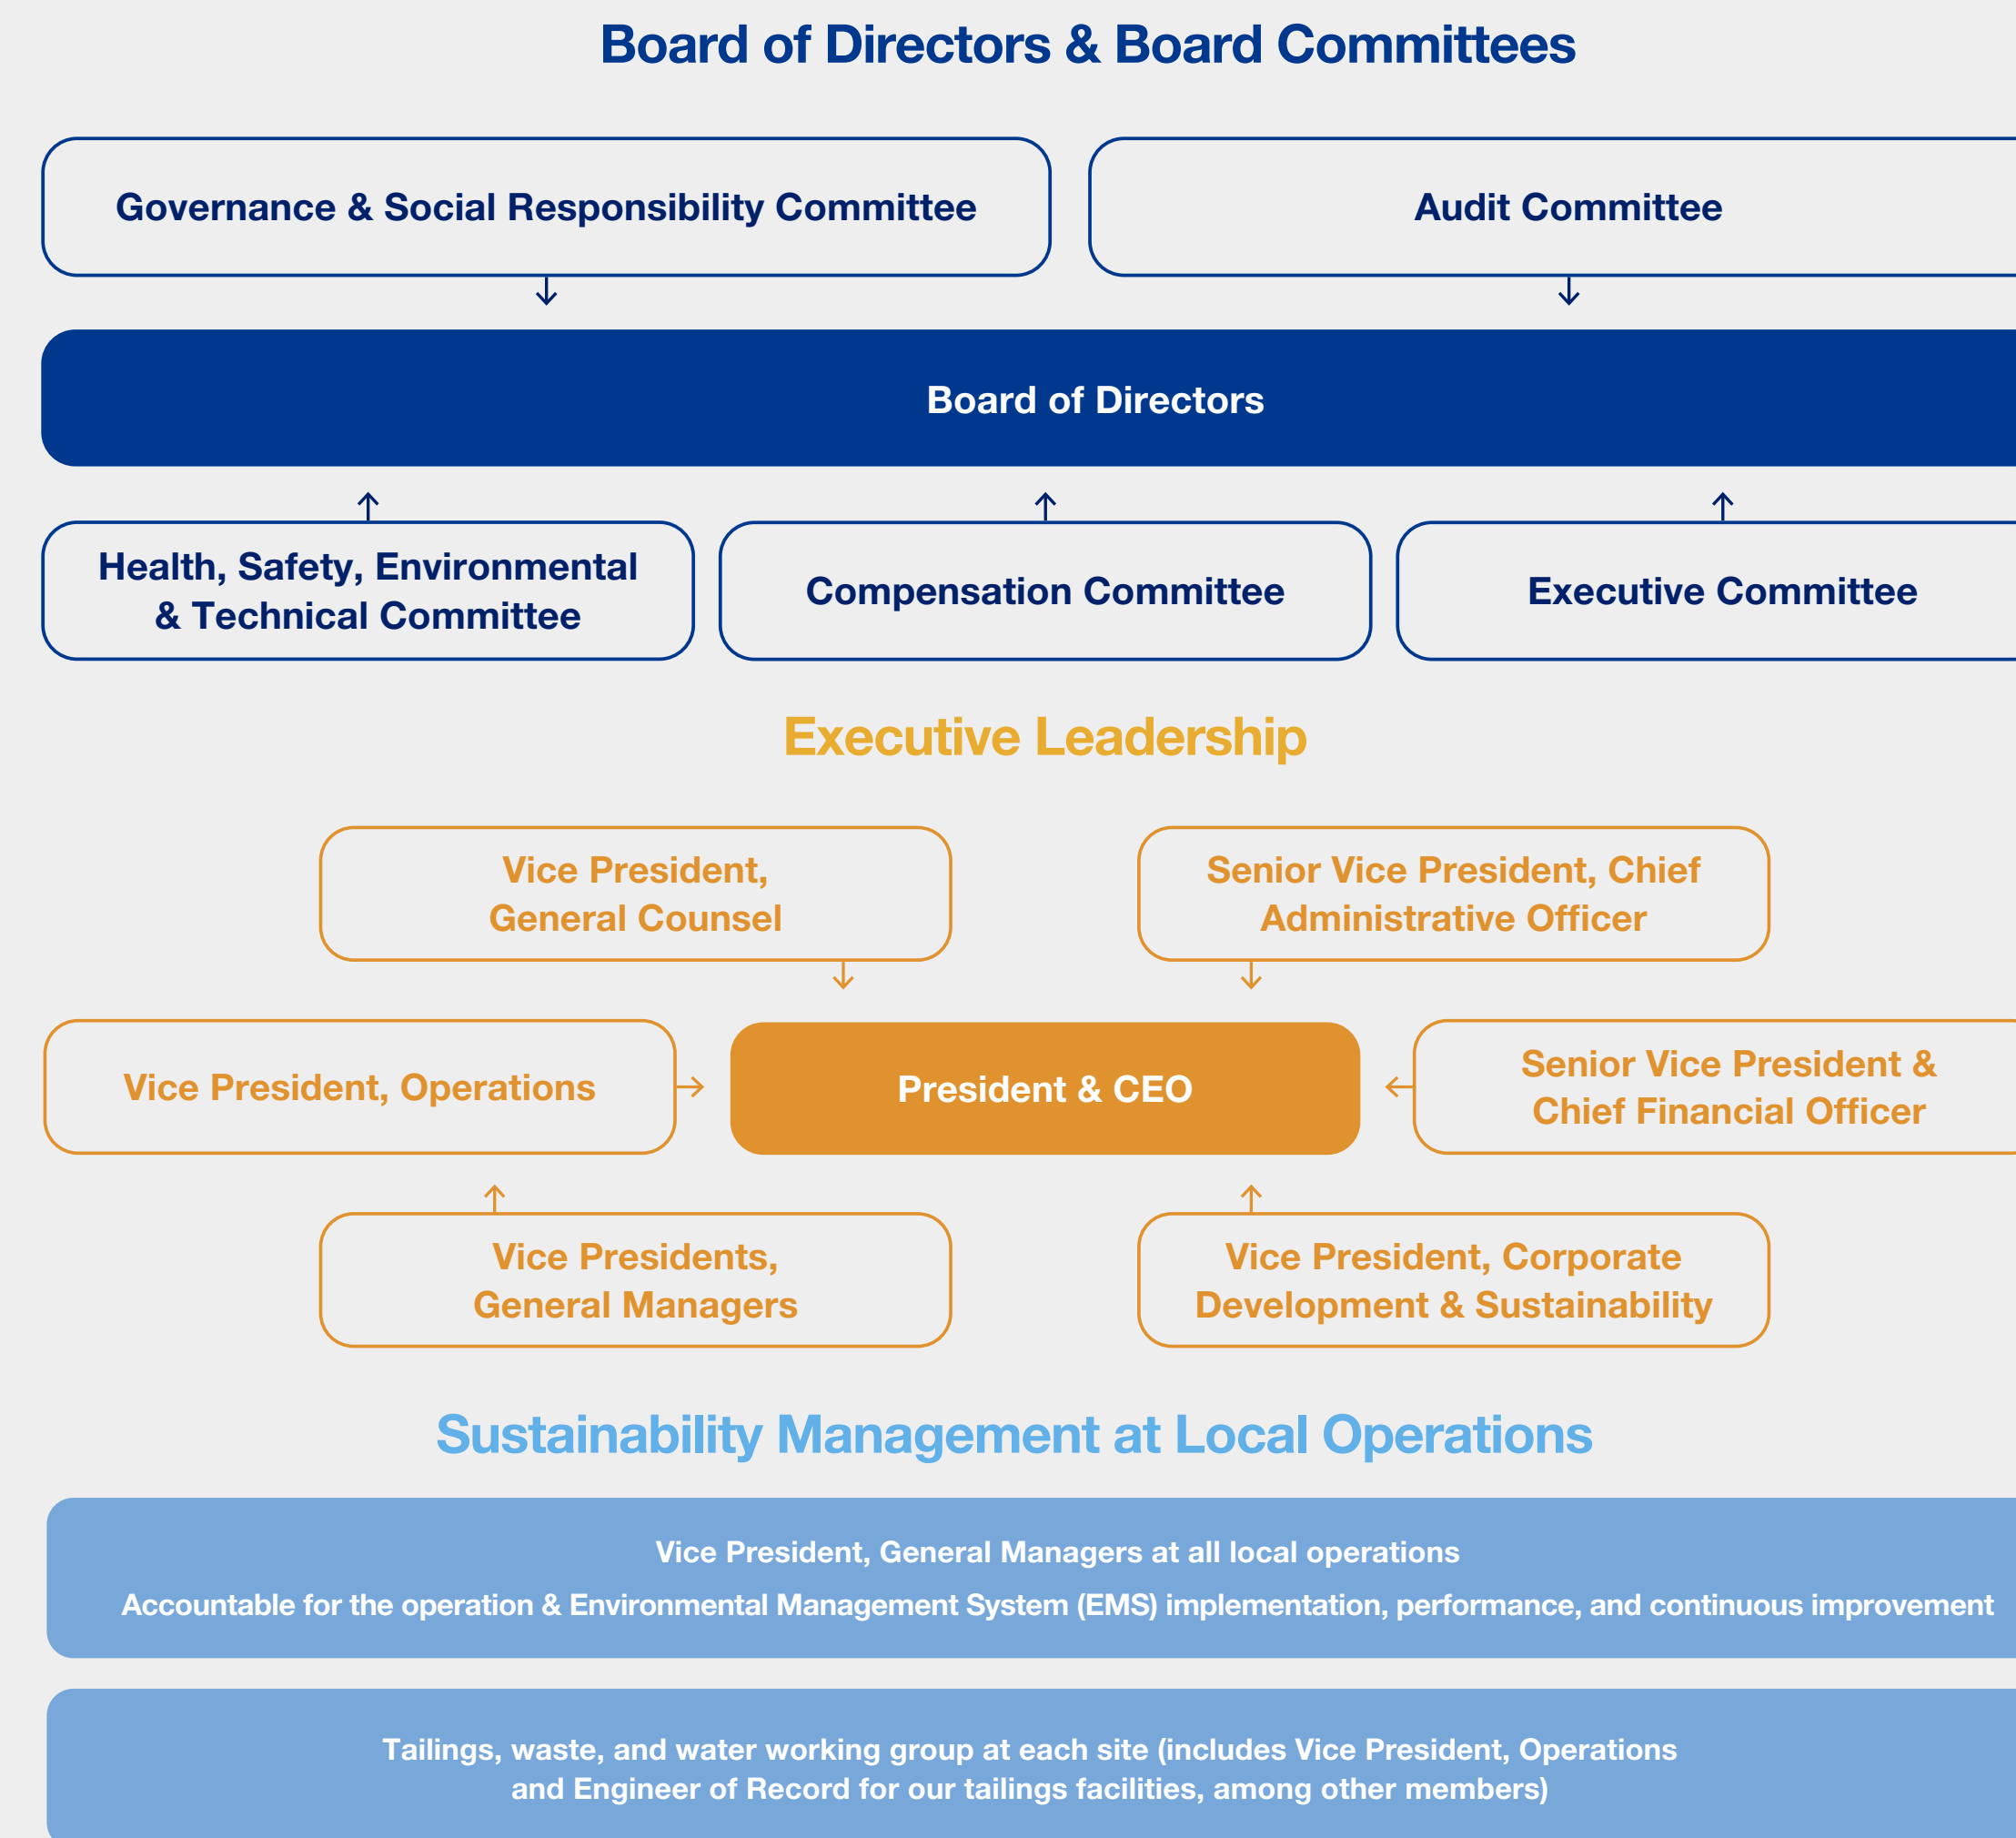 Board of Directors & Board Committees
Governance & Social Responsibility Committee
Audit Committee
Board of Directors
Health, Safety, Environmental
& Technical Committee
Compensation Committee
Executive Committee
Executive Leadership
Vice President,
General Counsel
Senior Vice President, Chief
Administrative Officer
Vice President, Operations
President & CEO
Senior Vice President &
Chief Financial Officer
Vice Presidents,
General Managers
Vice President, Corporate
Development & Sustainability
Sustainability Management at Local Operations
Vice President, General Managers at all local operations
Accountable for the operation & Environmental Management System (EMS) implementation, performance, and continuous improvement
Tailings, waste, and water working group at each site (includes Vice President, Operations
and Engineer of Record for our tailings facilities, among other members)